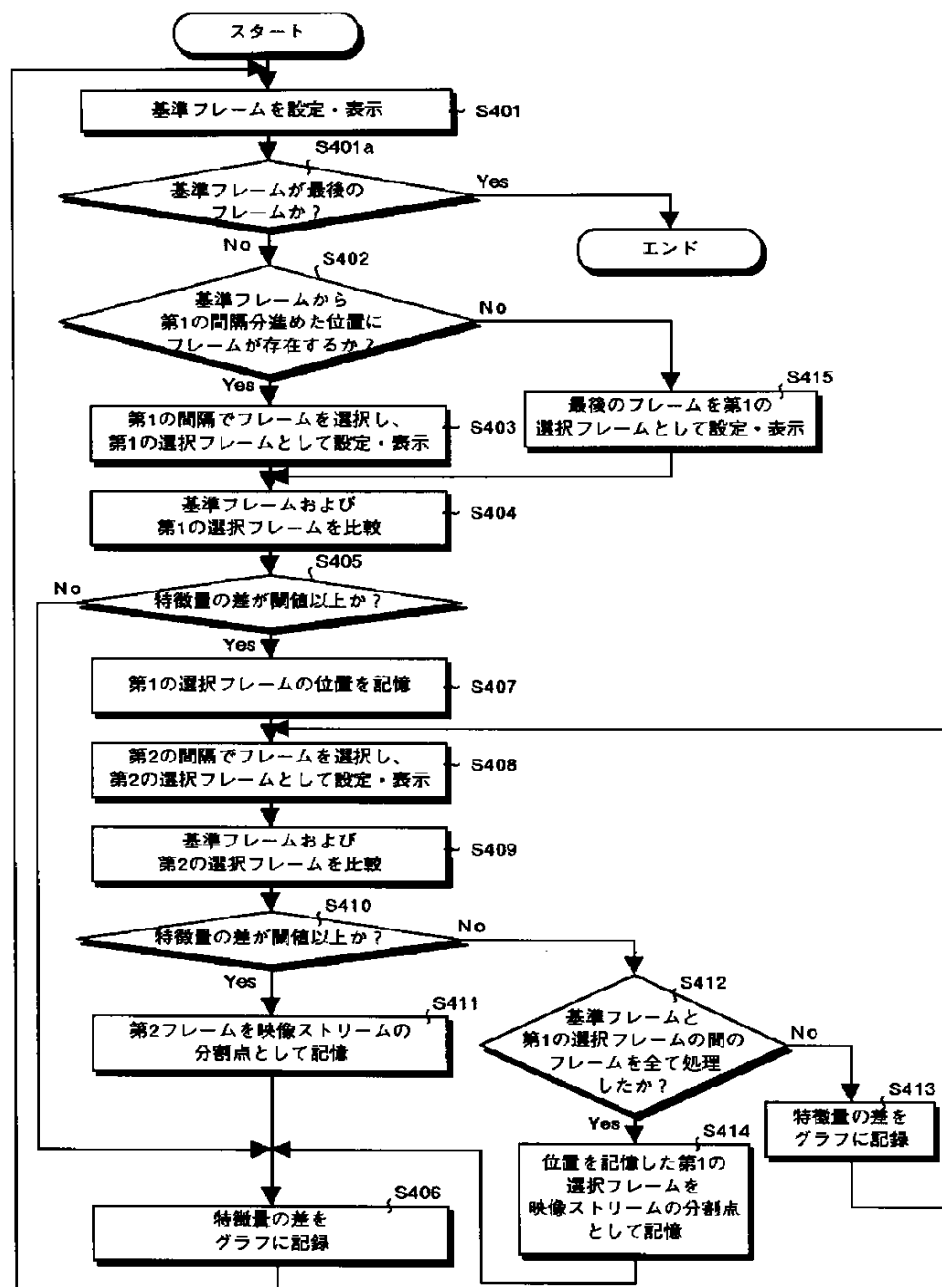 スタート
基準フレームを設定・表示
S401
S401a
基準フレームが最後の
フレームか？
Yes
エンド
No
S402
基準フレームから
第1の間隔分進めた位置に
フレームが存在するか？
No
Yes
S415
最後のフレームを第1の
選択フレームとして設定・表示
第1の間隔でフレームを選択し、
第1の選択フレームとして設定・表示
S403
基準フレームおよび
第1の選択フレームを比較
S404
S405
No
特徴量の差が閾値以上か？
Yes
第1の選択フレームの位置を記憶
S407
第2の間隔でフレームを選択し、
第2の選択フレームとして設定・表示
S408
基準フレームおよび
第2の選択フレームを比較
S409
S410
特徴量の差が閾値以上か？
No
Yes
S411
第2フレームを映像ストリームの
分割点として記憶
S412
基準フレームと
第1の選択フレームの間の
フレームを全て処理
したか？
No
Yes
S413
特徴量の差を
グラフに記録
S414
位置を記憶した第1の
選択フレームを
映像ストリームの分割点
として記憶
S406
特徴量の差を
グラフに記録